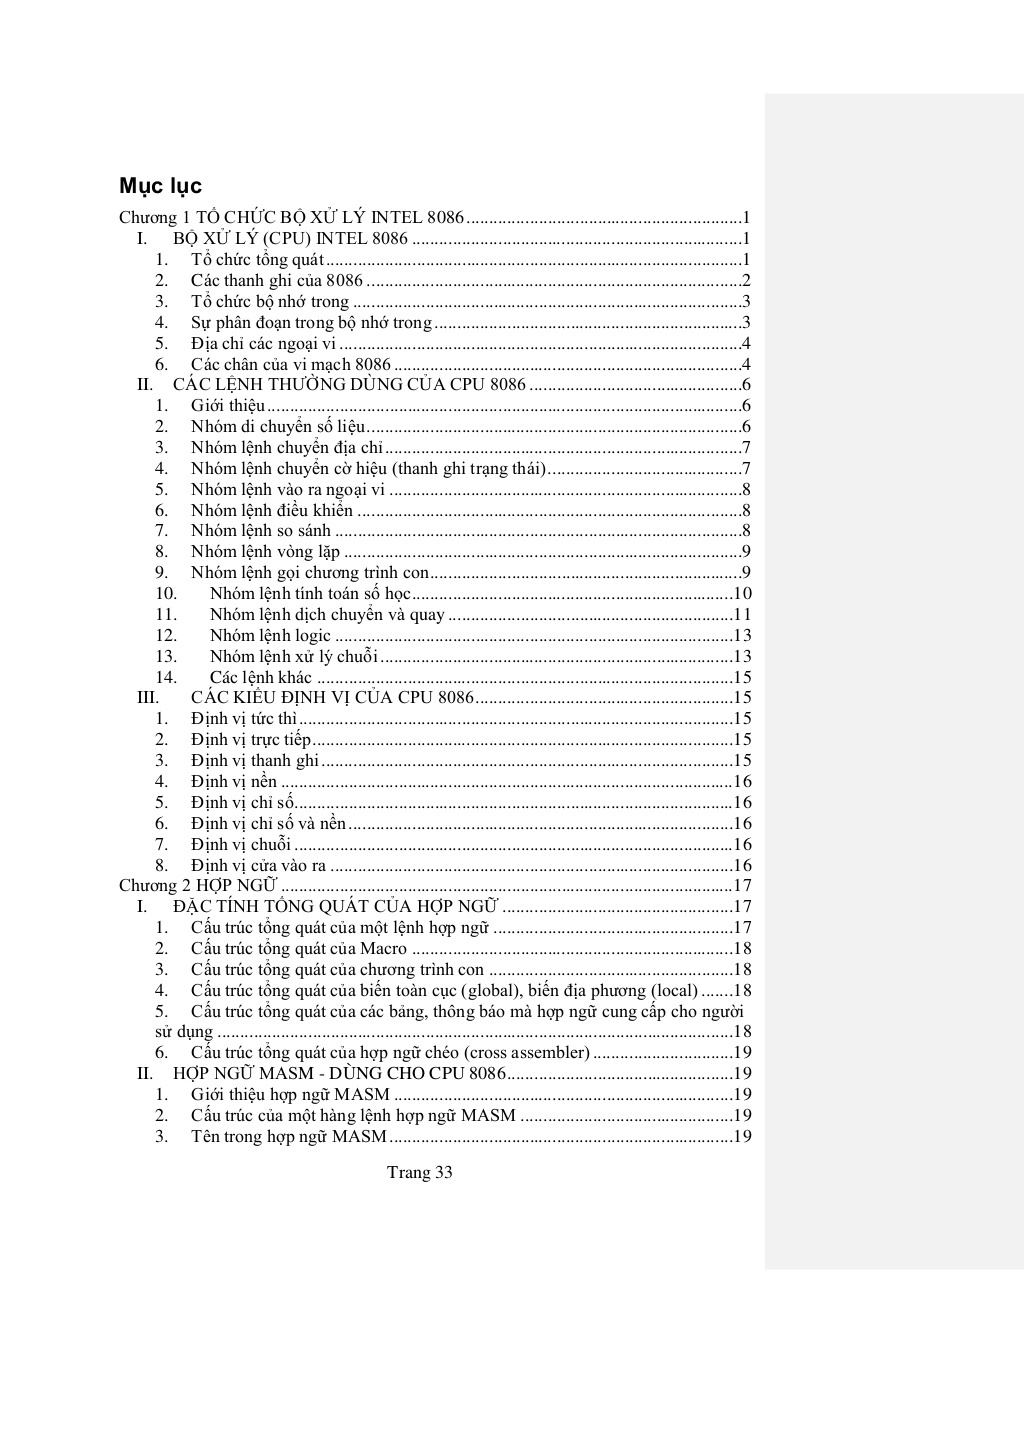 Mục lục
Chương 1 TỔ CHỨC BỘ XỬ LÝ INTEL 8086.............................................................1
I. BỘ XỬ LÝ (CPU) INTEL 8086 .........................................................................1
1. Tổ chức tổng quát............................................................................................1
2. Các thanh ghi của 8086 ...................................................................................2
3. Tổ chức bộ nhớ trong ......................................................................................3
4. Sự phân đoạn trong bộ nhớ trong....................................................................3
5. Địa chỉ các ngoại vi .........................................................................................4
6. Các chân của vi mạch 8086 .............................................................................4
II. CÁC LỆNH THƯỜNG DÙNG CỦA CPU 8086 ...............................................6
1. Giới thiệu.........................................................................................................6
2. Nhóm di chuyển số liệu...................................................................................6
3. Nhóm lệnh chuyển địa chỉ...............................................................................7
4. Nhóm lệnh chuyển cờ hiệu (thanh ghi trạng thái)...........................................7
5. Nhóm lệnh vào ra ngoại vi ..............................................................................8
6. Nhóm lệnh điều khiển .....................................................................................8
7. Nhóm lệnh so sánh ..........................................................................................8
8. Nhóm lệnh vòng lặp ........................................................................................9
9. Nhóm lệnh gọi chương trình con.....................................................................9
10. Nhóm lệnh tính toán số học.......................................................................10
11. Nhóm lệnh dịch chuyển và quay ...............................................................11
12. Nhóm lệnh logic ........................................................................................13
13. Nhóm lệnh xử lý chuỗi..............................................................................13
14. Các lệnh khác ............................................................................................15
III. CÁC KIỂU ĐỊNH VỊ CỦA CPU 8086.........................................................15
1. Định vị tức thì................................................................................................15
2. Định vị trực tiếp.............................................................................................15
3. Định vị thanh ghi...........................................................................................15
4. Định vị nền ....................................................................................................16
5. Định vị chỉ số.................................................................................................16
6. Định vị chỉ số và nền.....................................................................................16
7. Định vị chuỗi .................................................................................................16
8. Định vị cửa vào ra .........................................................................................16
Chương 2 HỢP NGỮ ....................................................................................................17
I. ĐẶC TÍNH TỔNG QUÁT CỦA HỢP NGỮ ...................................................17
1. Cấu trúc tổng quát của một lệnh hợp ngữ .....................................................17
2. Cấu trúc tổng quát của Macro .......................................................................18
3. Cấu trúc tổng quát của chương trình con ......................................................18
4. Cấu trúc tổng quát của biến toàn cục (global), biến địa phương (local) .......18
5. Cấu trúc tổng quát của các bảng, thông báo mà hợp ngữ cung cấp cho người
sử dụng ..................................................................................................................18
6. Cấu trúc tổng quát của hợp ngữ chéo (cross assembler)...............................19
II. HỢP NGỮ MASM - DÙNG CHO CPU 8086..................................................19
1. Giới thiệu hợp ngữ MASM ...........................................................................19
2. Cấu trúc của một hàng lệnh hợp ngữ MASM ...............................................19
3. Tên trong hợp ngữ MASM............................................................................19
Trang 33